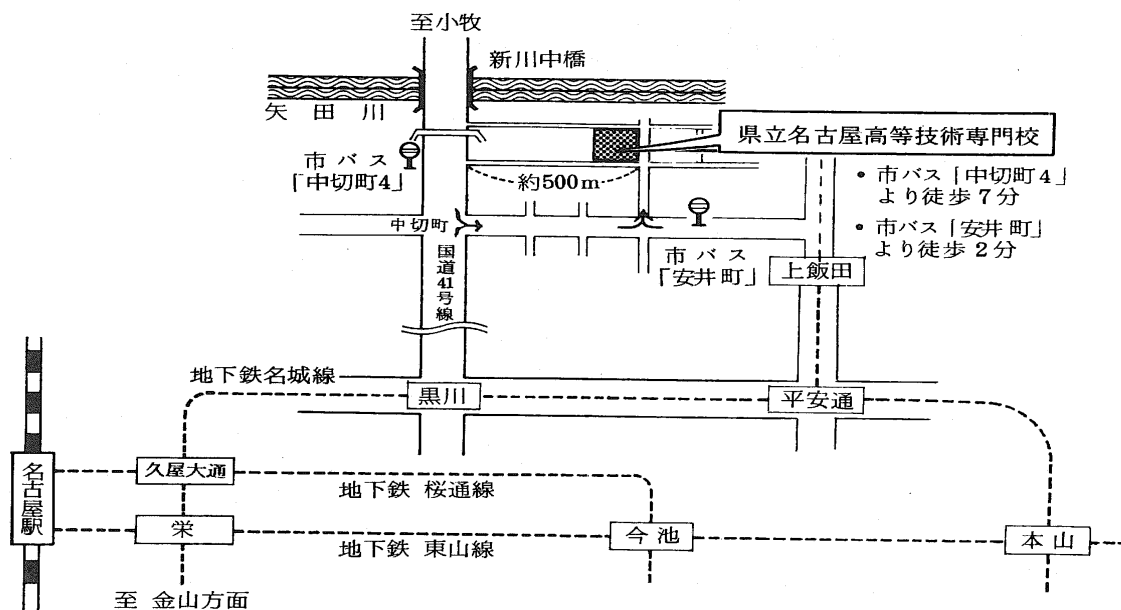 至小牧
新川中橋
矢田川
県立名古屋高等技術専門校
市バス
「中切町4」
約500m
• 市バス「中切町4」
より徒歩7分
• 市バス「安井町」
より徒歩2分
中切町
国道41号線
市バス
「安井町」
上飯田
地下鉄名城線
黒川
平安通
名古屋駅
久屋大通
地下鉄 桜通線
栄
地下鉄 東山線
今池
本山
至 金山方面